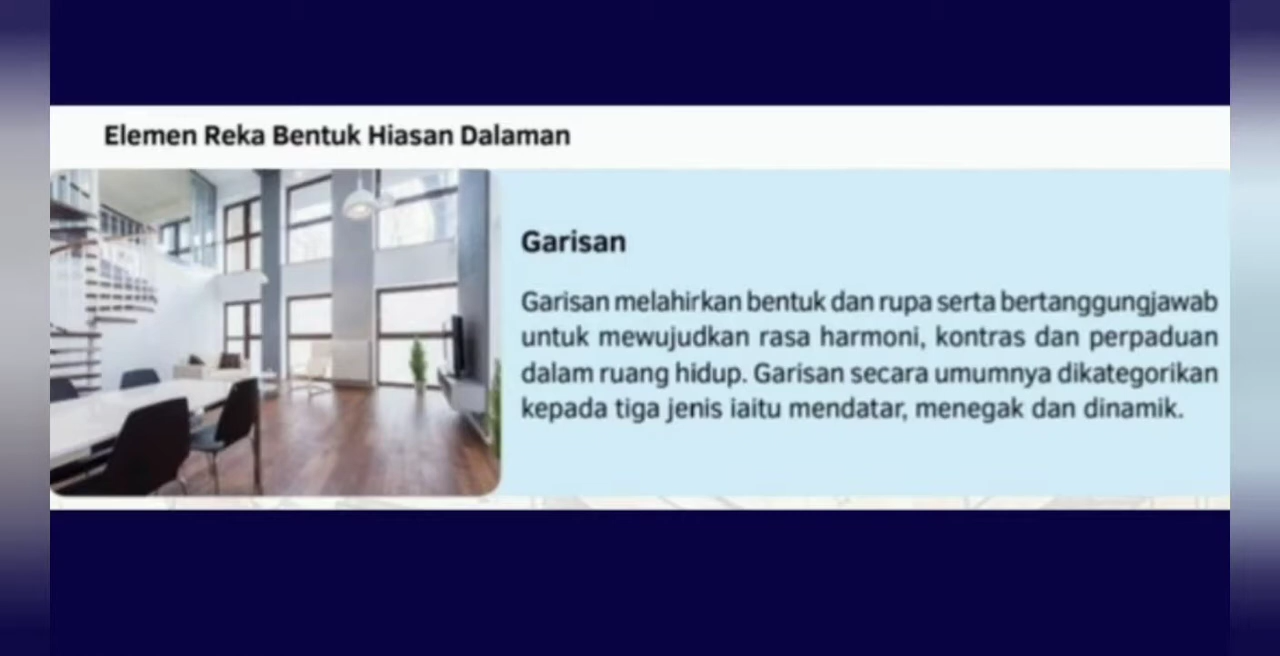 Elemen Reka Bentuk Hiasan Dalaman
Garisan
Garisan melahirkan bentuk dan rupa serta bertanggungjawab
untuk mewujudkan rasa harmoni, kontras dan perpaduan
dalam ruang hidup. Garisan secara umumnya dikategorikan
kepada tiga jenis iaitu mendatar, menegak dan dinamik.